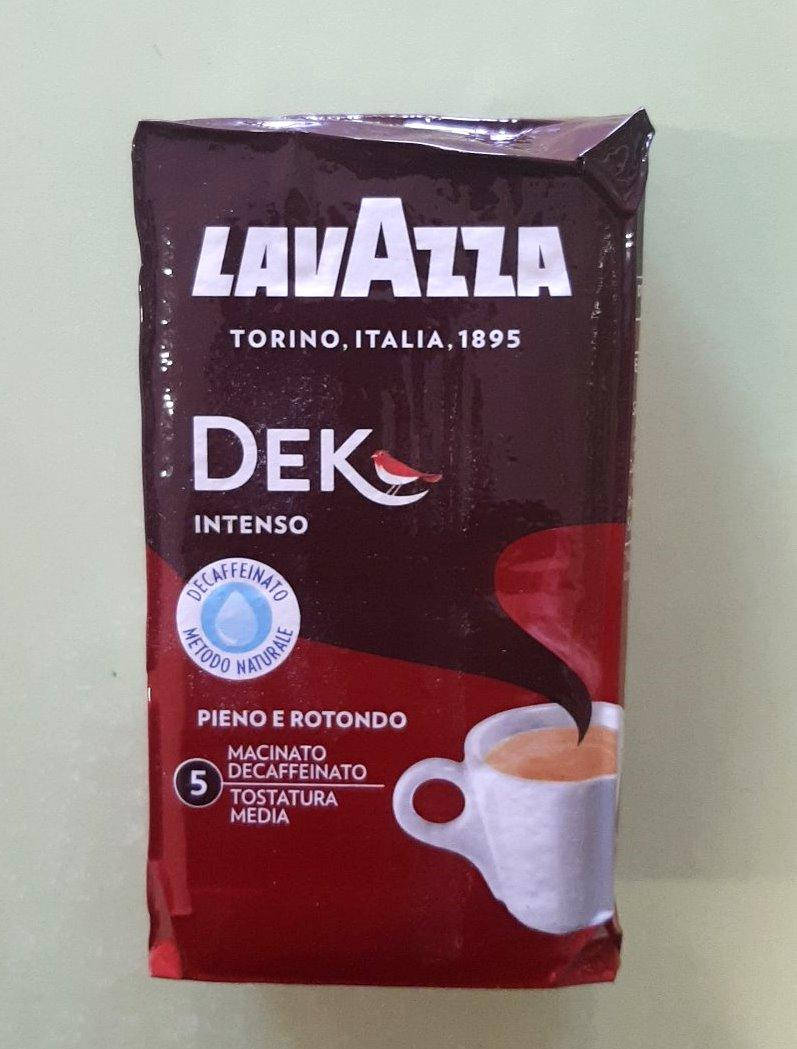 LAVAZZA
TORINO, ITALIA, 1895
DEK
INTENSO
DECAFFEINATO
METODO NATURALE
PIENO E ROTONDO
5
MACINATO
DECAFFEINATO
TOSTATURA
MEDIA